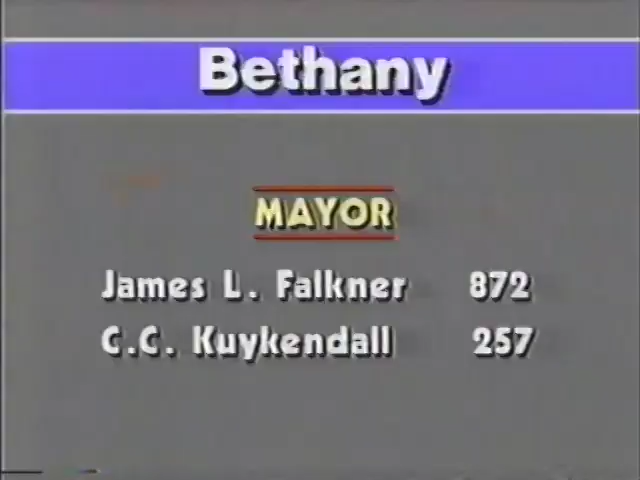 Bethany
MAYOR
James L. Falkner 872
C.C. Kuykendall 257